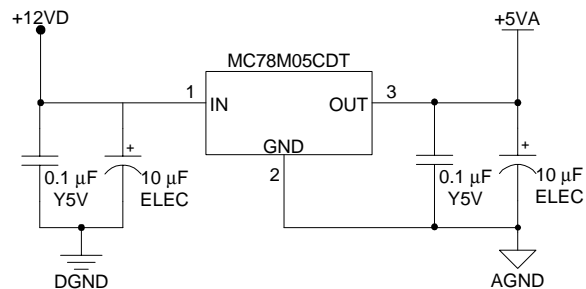 +12VD
+5VA
MC78M05CDT
1
IN
OUT
3
GND
2
+
0.1 μF
Y5V
10 μF
ELEC
+
0.1 μF
Y5V
10 μF
ELEC
DGND
AGND